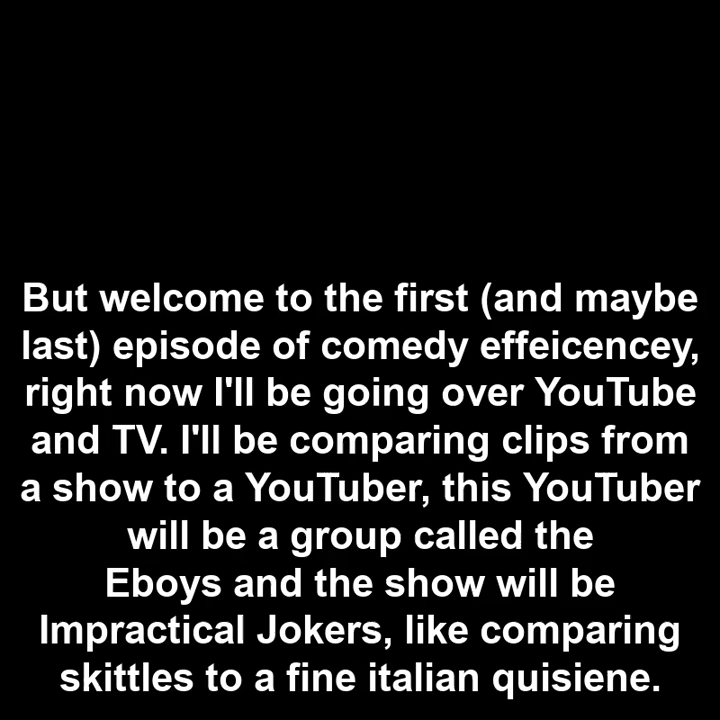 But welcome to the first (and maybe
last) episode of comedy effeicencey,
right now I'll be going over YouTube
and TV. I'll be comparing clips from
a show to a YouTuber, this YouTuber
will be a group called the
Eboys and the show will be
Impractical Jokers, like comparing
skittles to a fine italian quisiene.